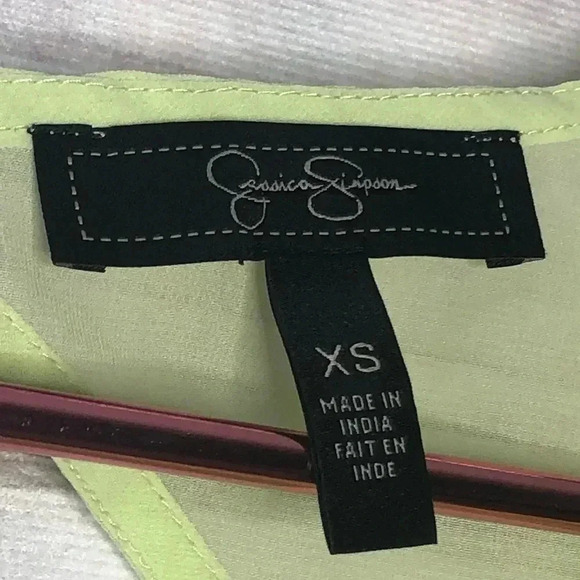 Jessica Simpson
XS
MADE IN
INDIA
FAIT EN
INDE